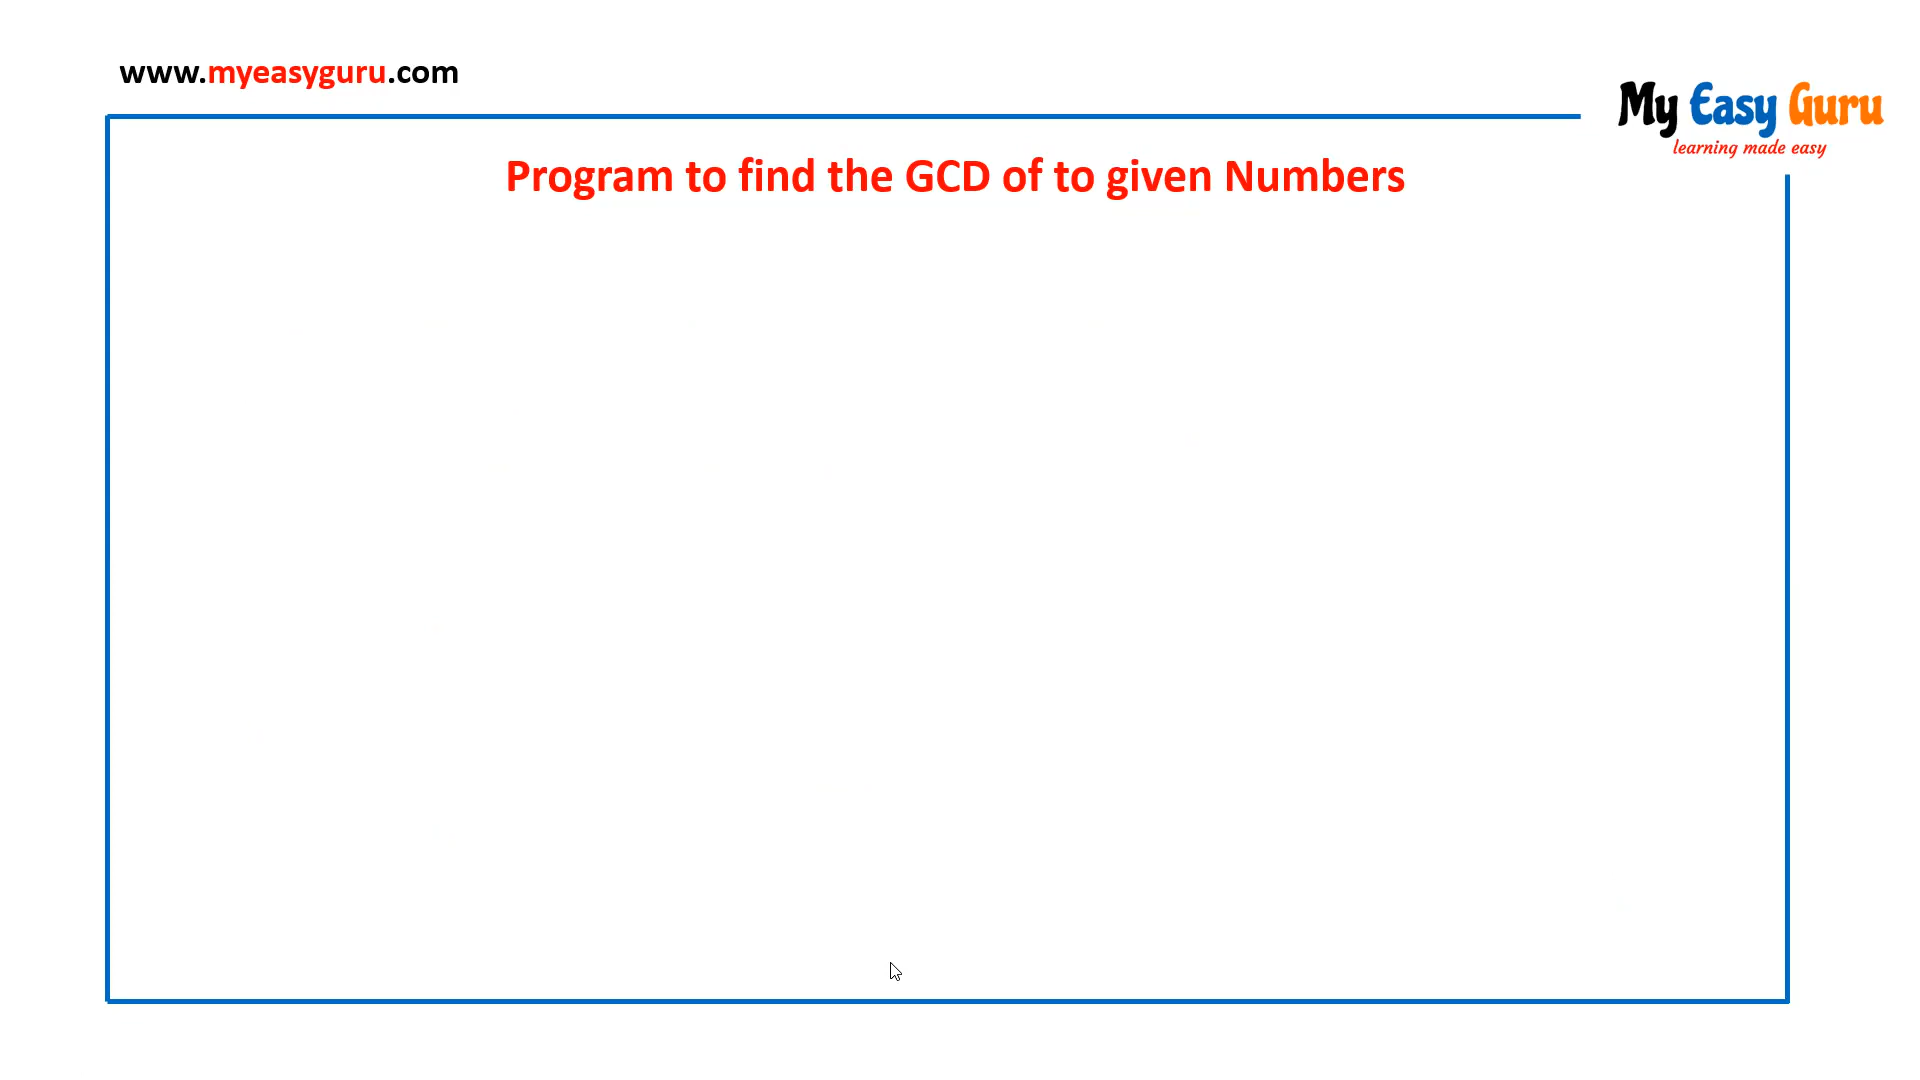 www.myeasyguru.com
My Easy Guru
learning made easy
Program to find the GCD of to given Numbers